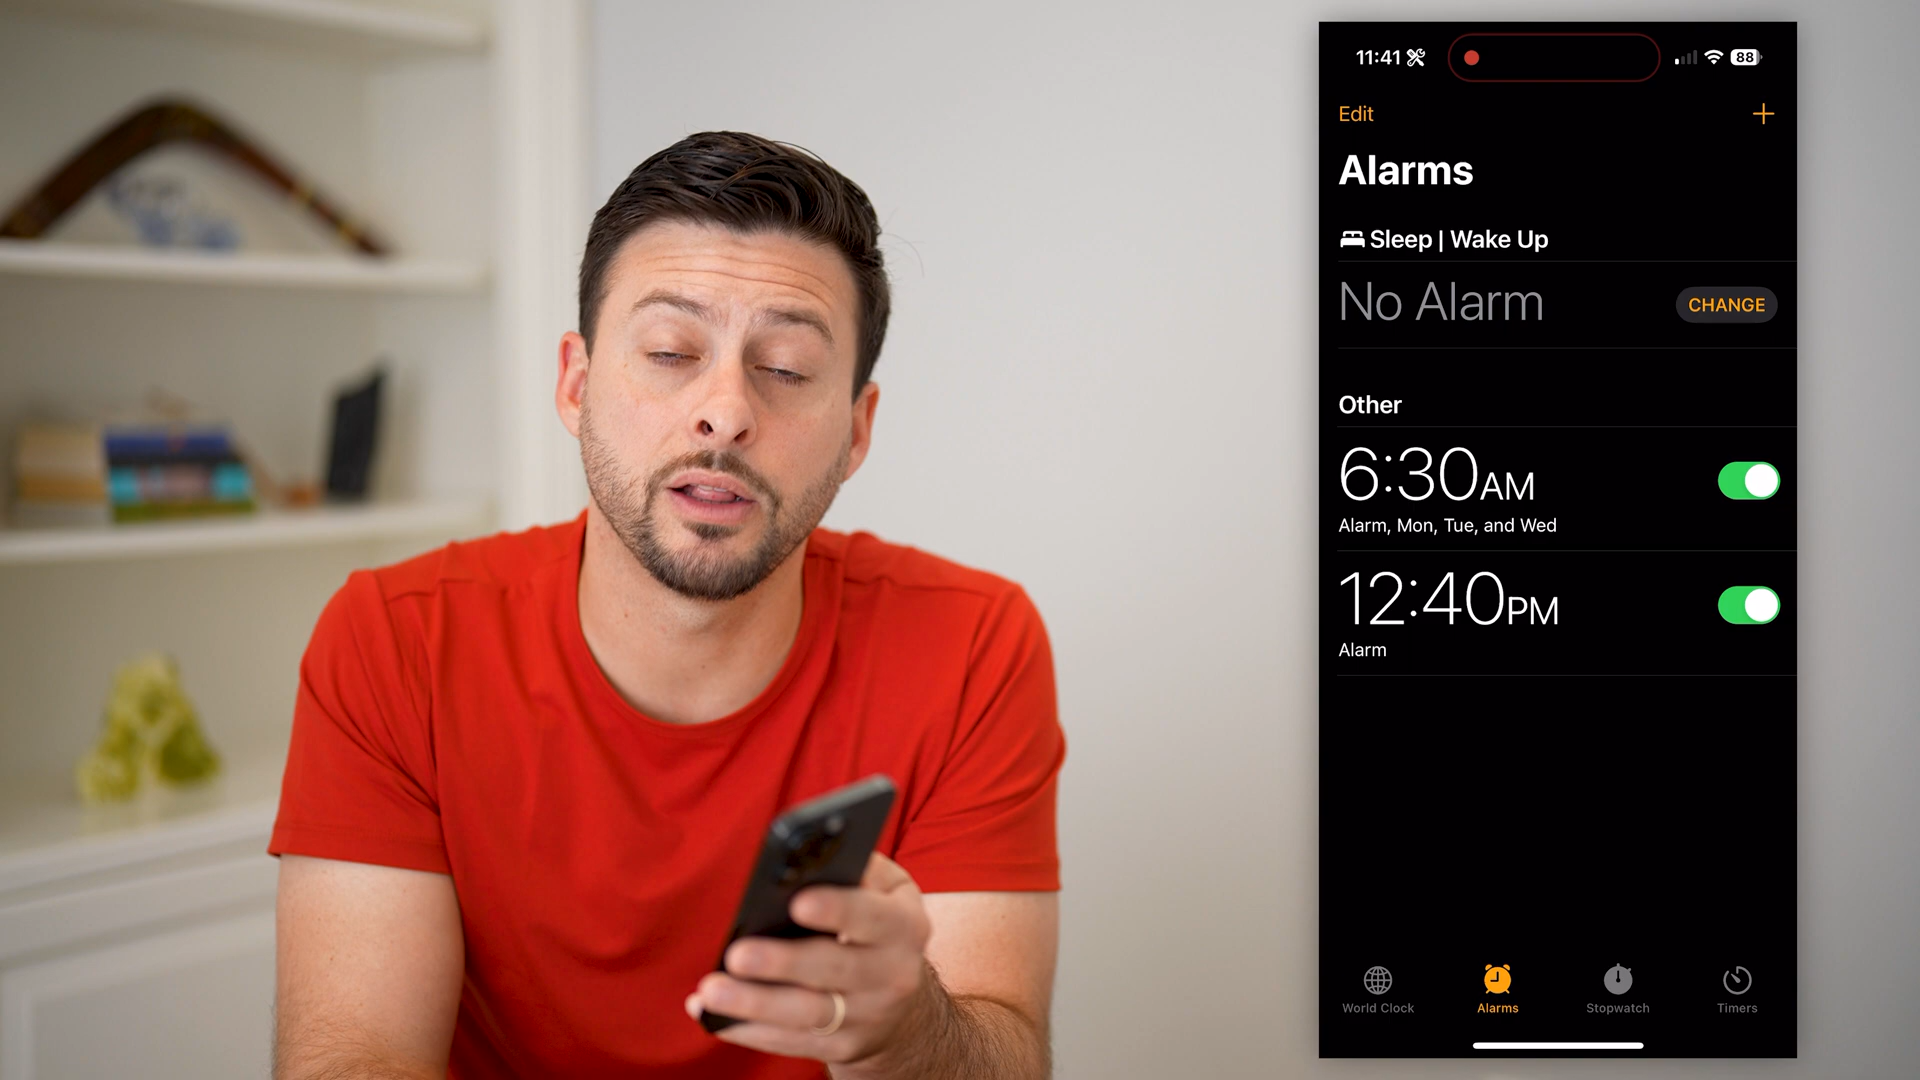 11:41
88
Edit
Alarms
Sleep | Wake Up
No Alarm CHANGE
Other
6:30AM
Alarm, Mon, Tue, and Wed
12:40PM
Alarm
World Clock Alarms Stopwatch Timers